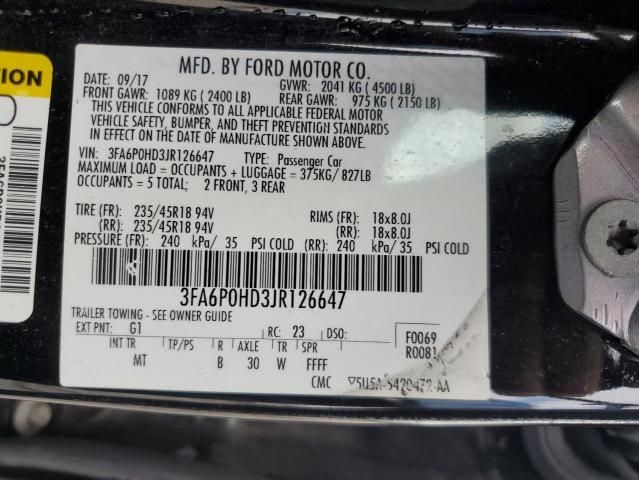 MFD. BY FORD MOTOR CO.
DATE: 09/17 GVWR: 2041 KG ( 4500 LB)
FRONT GAWR: 1089 KG ( 2400 LB) REAR GAWR: 975 KG ( 2150 LB)
THIS VEHICLE CONFORMS TO ALL APPLICABLE FEDERAL MOTOR
VEHICLE SAFETY, BUMPER, AND THEFT PREVENTION STANDARDS
IN EFFECT ON THE DATE OF MANUFACTURE SHOWN ABOVE.
VIN: 3FA6P0HD3JR126647 TYPE: Passenger Car
MAXIMUM LOAD = OCCUPANTS + LUGGAGE = 375KG/ 827LB
OCCUPANTS = 5 TOTAL; 2 FRONT, 3 REAR
TIRE (FR): 235/45R18 94V RIMS (FR): 18x8.0J
(RR): 235/45R18 94V (RR): 18x8.0J
PRESSURE (FR): 240 kPa/ 35 PSI COLD (RR): 240 kPa/ 35 PSI COLD
3FA6P0HD3JR126647
TRAILER TOWING - SEE OWNER GUIDE
EXT PNT: G1 RC: 23 DSO: F0069
INT TR TP/PS R AXLE TR SPR R0081
MT B 30 W FFFF
CMC